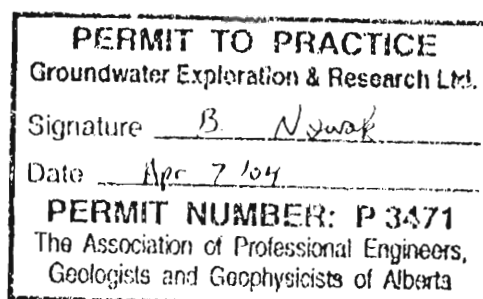 PERMIT TO PRACTICE
Groundwater Exploration & Research Ltd.
Signature B. Nowak
Date Apr 7 '04
PERMIT NUMBER: P 3471
The Association of Professional Engineers,
Geologists and Geophysicists of Alberta